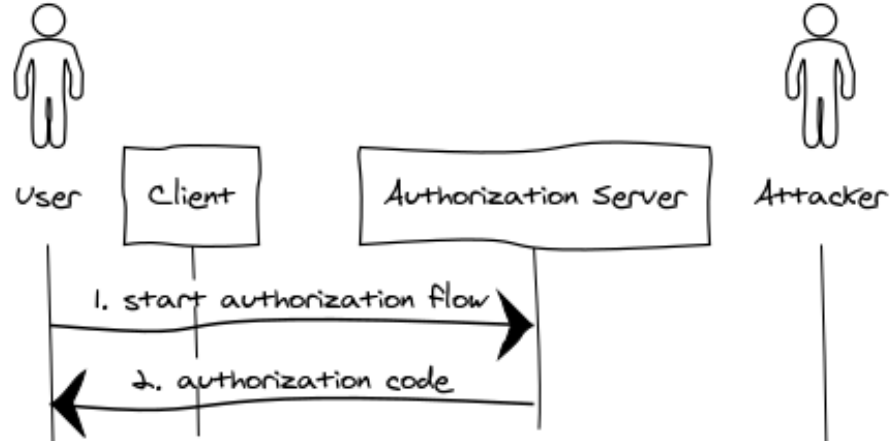 User
Client
Authorization Server
Attacker
1. start authorization flow
2. authorization code